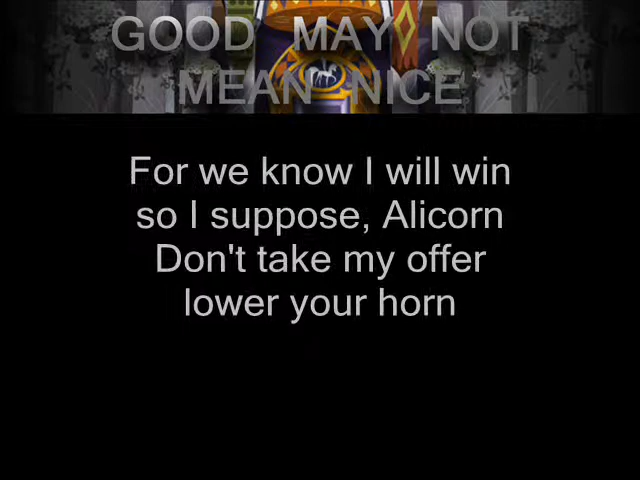 GOOD MAY NOT
MEAN NICE
For we know I will win
so I suppose, Alicorn
Don't take my offer
lower your horn